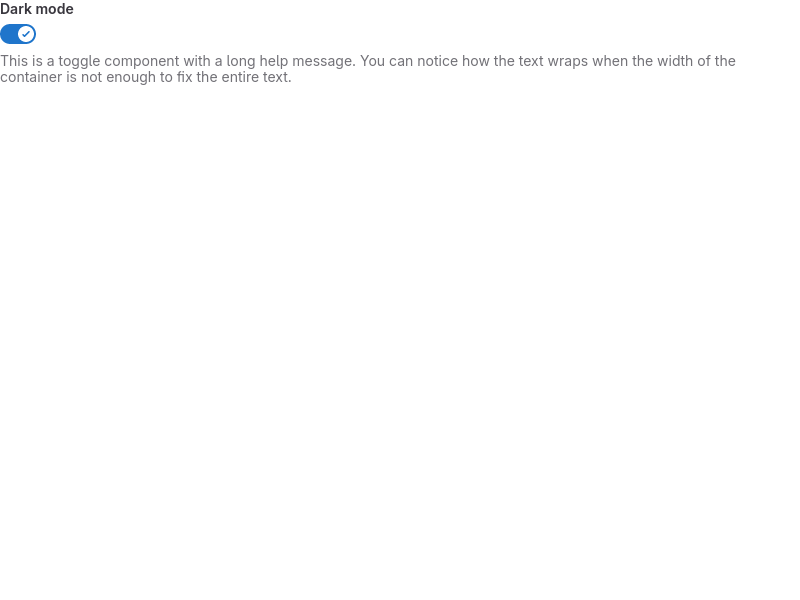 Dark mode
This is a toggle component with a long help message. You can notice how the text wraps when the width of the
container is not enough to fix the entire text.